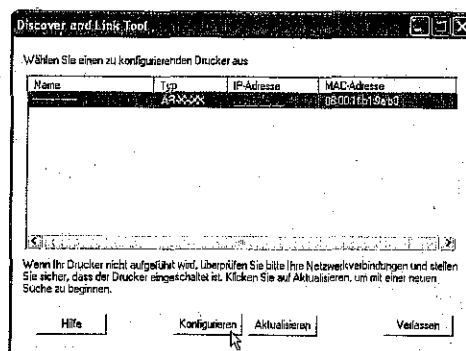 Discover and Link Tool
Wählen Sie einen zu konfigurierenden Drucker aus
Name Typ IP-Adresse MAC-Adresse
AR-XXXX
Wenn Ihr Drucker nicht aufgeführt wird, überprüfen Sie bitte Ihre Netzwerkverbindungen und stellen
Sie sicher, dass der Drucker eingeschaltet ist. Klicken Sie auf Aktualisieren, um mit einer neuen
Suche zu beginnen.
Hilfe Konfigurieren Aktualisieren Verlassen